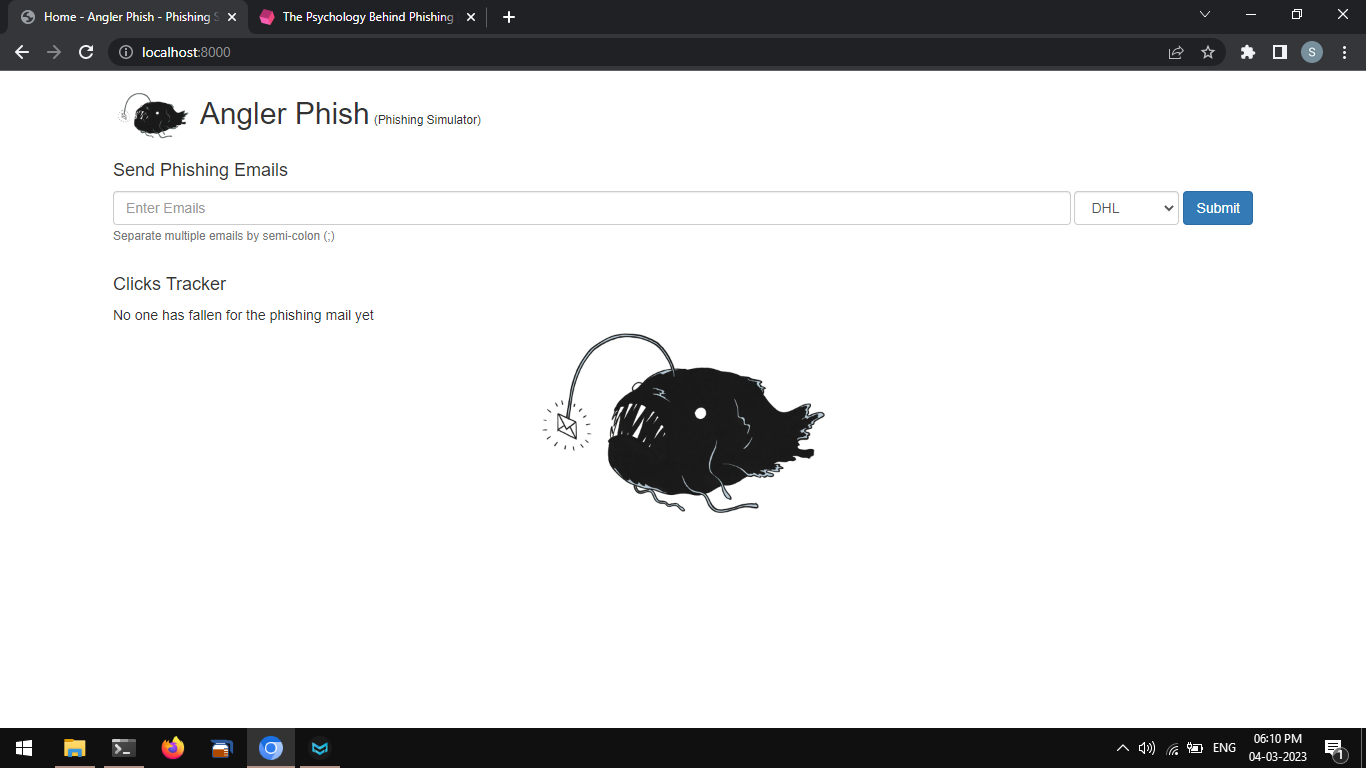 Home - Angler Phish - Phishing S
The Psychology Behind Phishing
localhost:8000
S
Angler Phish (Phishing Simulator)
Send Phishing Emails
Enter Emails
DHL
Submit
Separate multiple emails by semi-colon (;)
Clicks Tracker
No one has fallen for the phishing mail yet
ENG
06:10 PM
04-03-2023
1